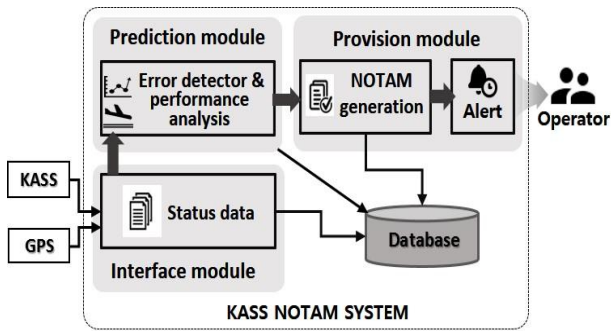 Prediction module
Provision module
Error detector &
performance
analysis
NOTAM
generation
Alert
Operator
KASS
GPS
Status data
Interface module
Database
KASS NOTAM SYSTEM